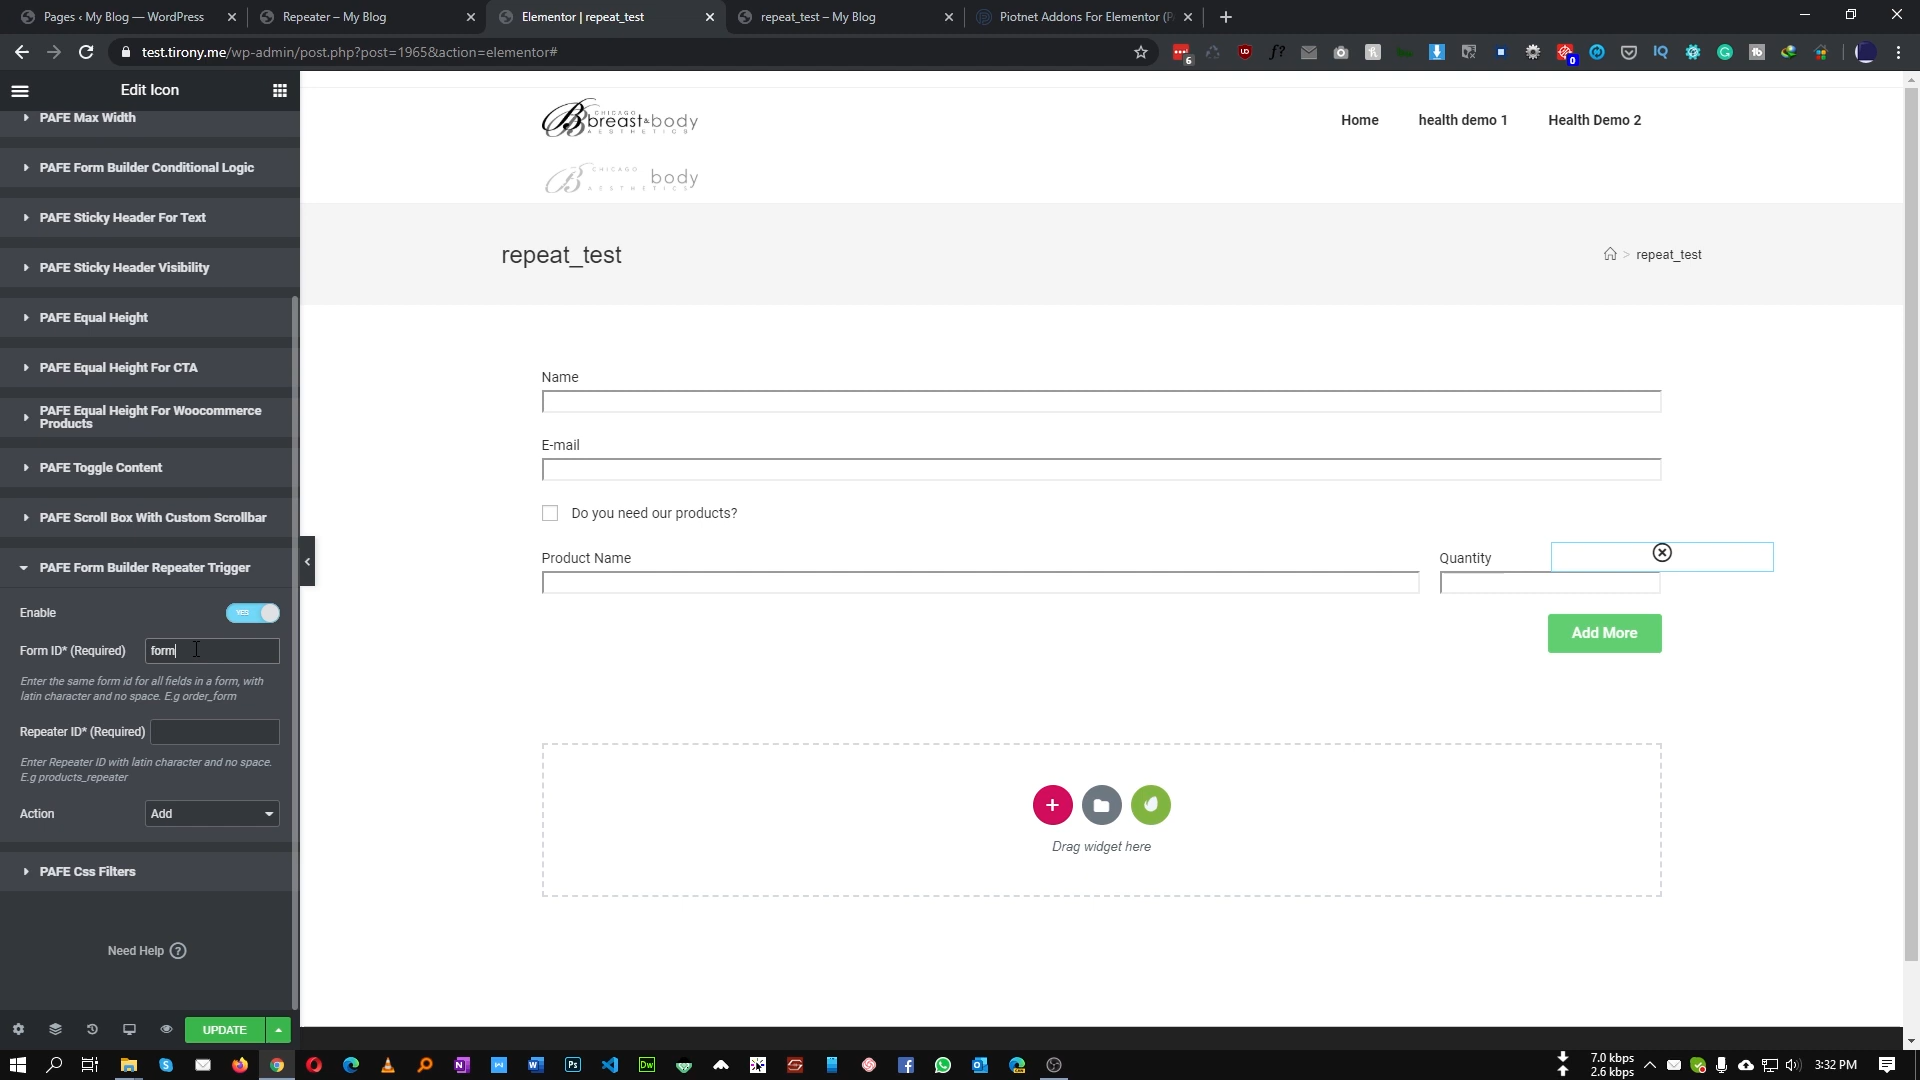 Pages ‹ My Blog — WordPress
Repeater – My Blog
Elementor | repeat_test
repeat_test – My Blog
Piotnet Addons For Elementor (P
test.tirony.me/wp-admin/post.php?post=1965&action=elementor#
6
0
Edit Icon
PAFE Max Width
PAFE Form Builder Conditional Logic
PAFE Sticky Header For Text
PAFE Sticky Header Visibility
PAFE Equal Height
PAFE Equal Height For CTA
PAFE Equal Height For Woocommerce
Products
PAFE Toggle Content
PAFE Scroll Box With Custom Scrollbar
PAFE Form Builder Repeater Trigger
Enable
YES
Form ID* (Required)
form
Enter the same form id for all fields in a form, with
latin character and no space. E.g order_form
Repeater ID* (Required)
Enter Repeater ID with latin character and no space.
E.g products_repeater
Action
Add
PAFE Css Filters
Need Help ?
UPDATE
CHICAGO
breast&body
AESTHETICS
Home
health demo 1
Health Demo 2
CHICAGO
body
AESTHETICS
repeat_test
> repeat_test
Name
E-mail
Do you need our products?
Product Name
Quantity
Add More
Drag widget here
7.0 kbps
2.6 kbps
3:32 PM